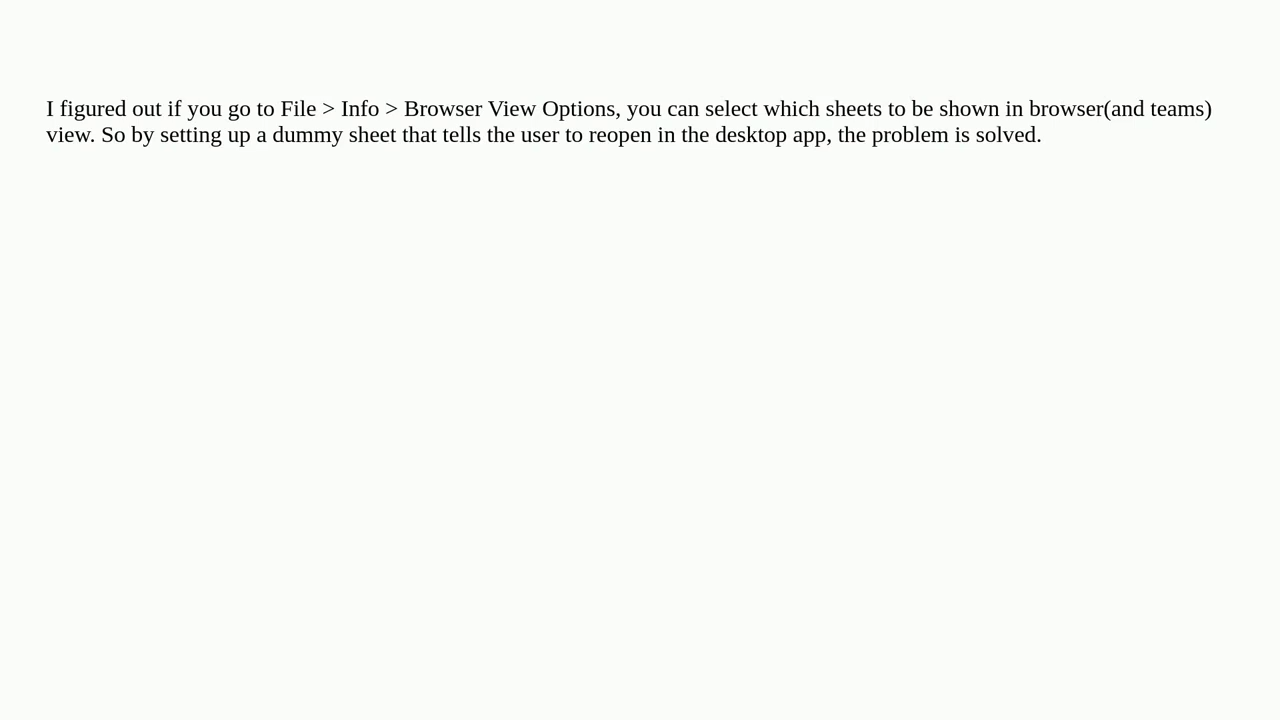 I figured out if you go to File > Info > Browser View Options, you can select which sheets to be shown in browser(and teams)
view. So by setting up a dummy sheet that tells the user to reopen in the desktop app, the problem is solved.